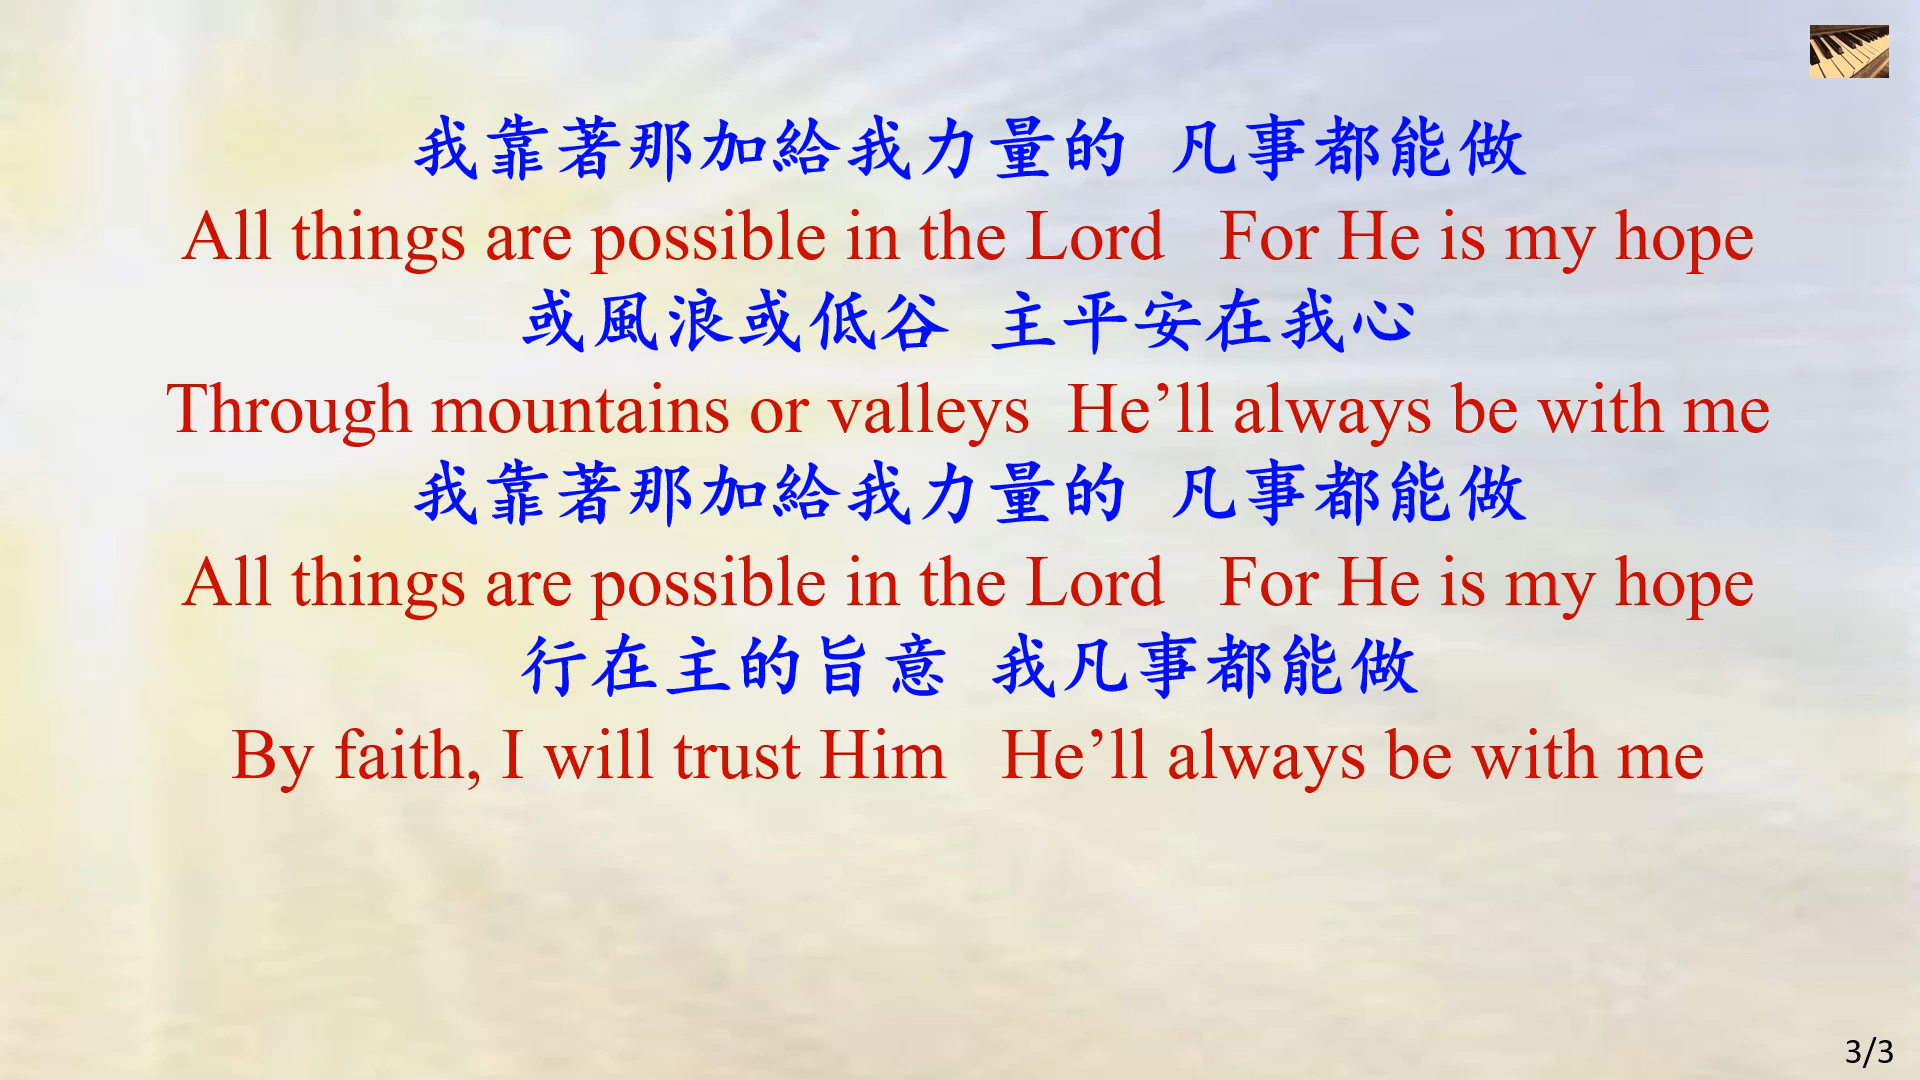 我靠著那加給我力量的 凡事都能做
All things are possible in the Lord   For He is my hope
或風浪或低谷 主平安在我心
Through mountains or valleys  He’ll always be with me
我靠著那加給我力量的 凡事都能做
All things are possible in the Lord   For He is my hope
行在主的旨意 我凡事都能做
By faith, I will trust Him   He’ll always be with me
3/3